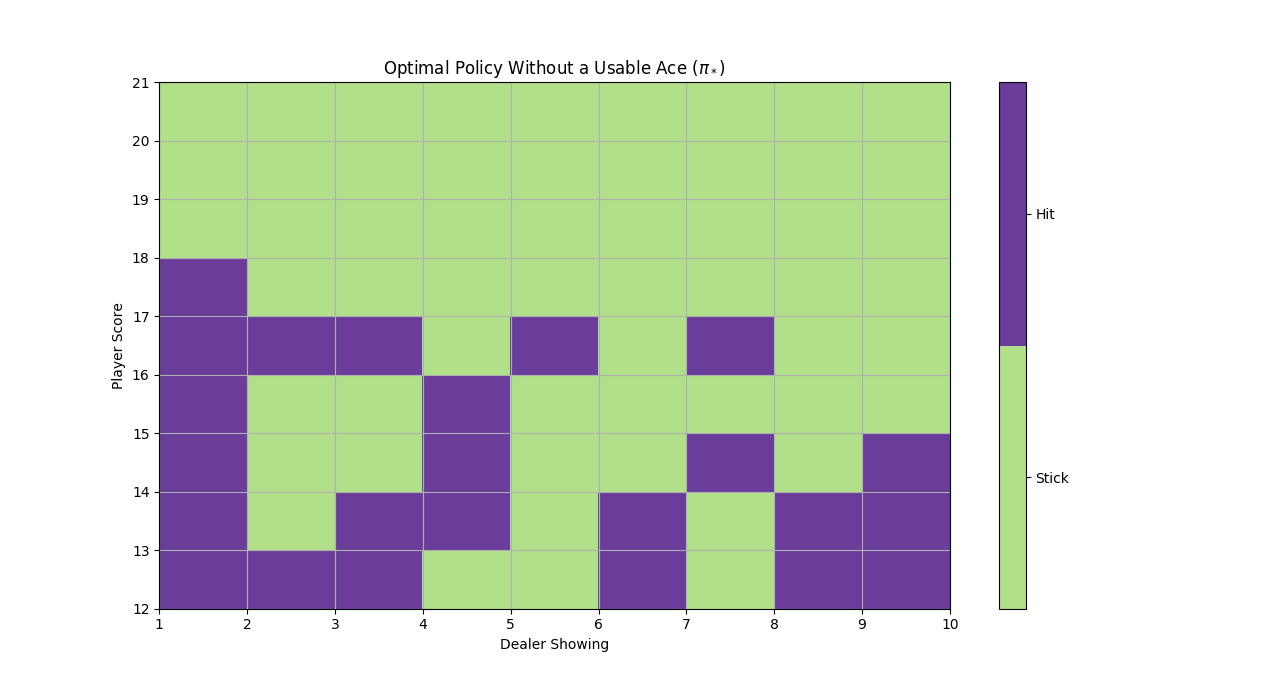 Optimal Policy Without a Usable Ace (π*)
21
20
19
18
17
16
15
14
13
12
Player Score
1 2 3 4 5 6 7 8 9 10
Dealer Showing
Hit
Stick